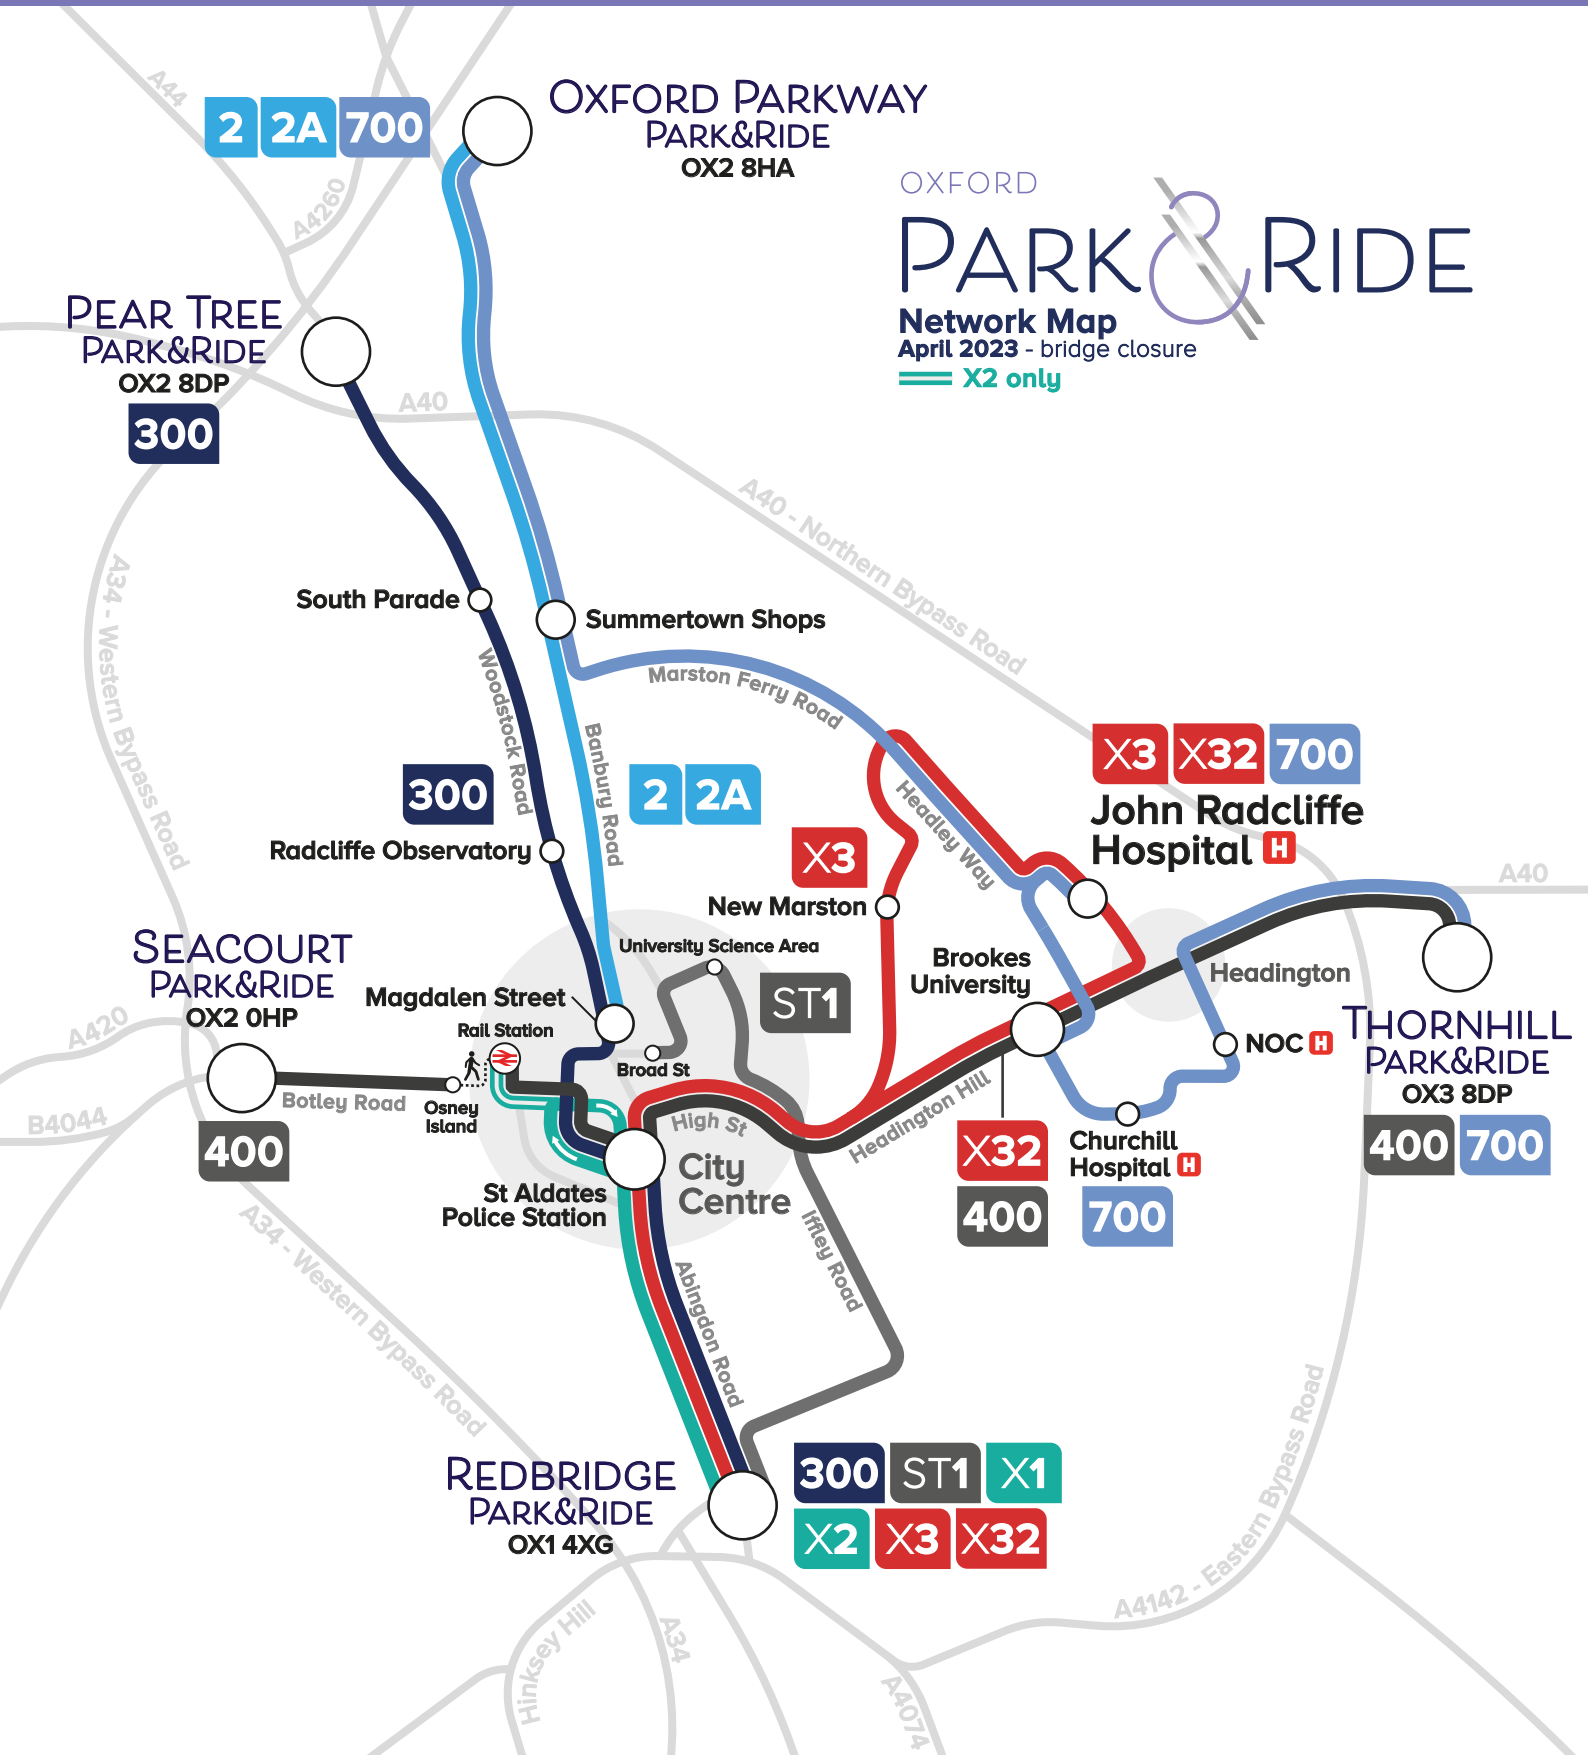 A44
2 2A 700
OXFORD PARKWAY
PARK&RIDE
OX2 8HA
A4260
OXFORD
PARK&RIDE
Network Map
April 2023 - bridge closure
X2 only
PEAR TREE
PARK&RIDE
OX2 8DP
300
A40
A40 - Northern Bypass Road
A34 - Western Bypass Road
South Parade
Summertown Shops
Woodstock Road
Marston Ferry Road
Banbury Road
300
2 2A
Radcliffe Observatory
Headley Way
X3 X32 700
John Radcliffe
Hospital H
X3
New Marston
A40
University Science Area
SEACOURT
PARK&RIDE
OX2 0HP
A420
Magdalen Street
Rail Station
ST1
Brookes
University
Headington
Broad St
NOC H
THORNHILL
PARK&RIDE
OX3 8DP
400 700
B4044
Botley Road
Osney
Island
400
High St
Headington Hill
X32
400
Churchill
Hospital H
700
City
Centre
St Aldates
Police Station
Iffley Road
A34 - Western Bypass Road
Abingdon Road
REDBRIDGE
PARK&RIDE
OX1 4XG
300 ST1 X1
X2 X3 X32
A4142 - Eastern Bypass Road
Hinksey Hill
A34
A4074